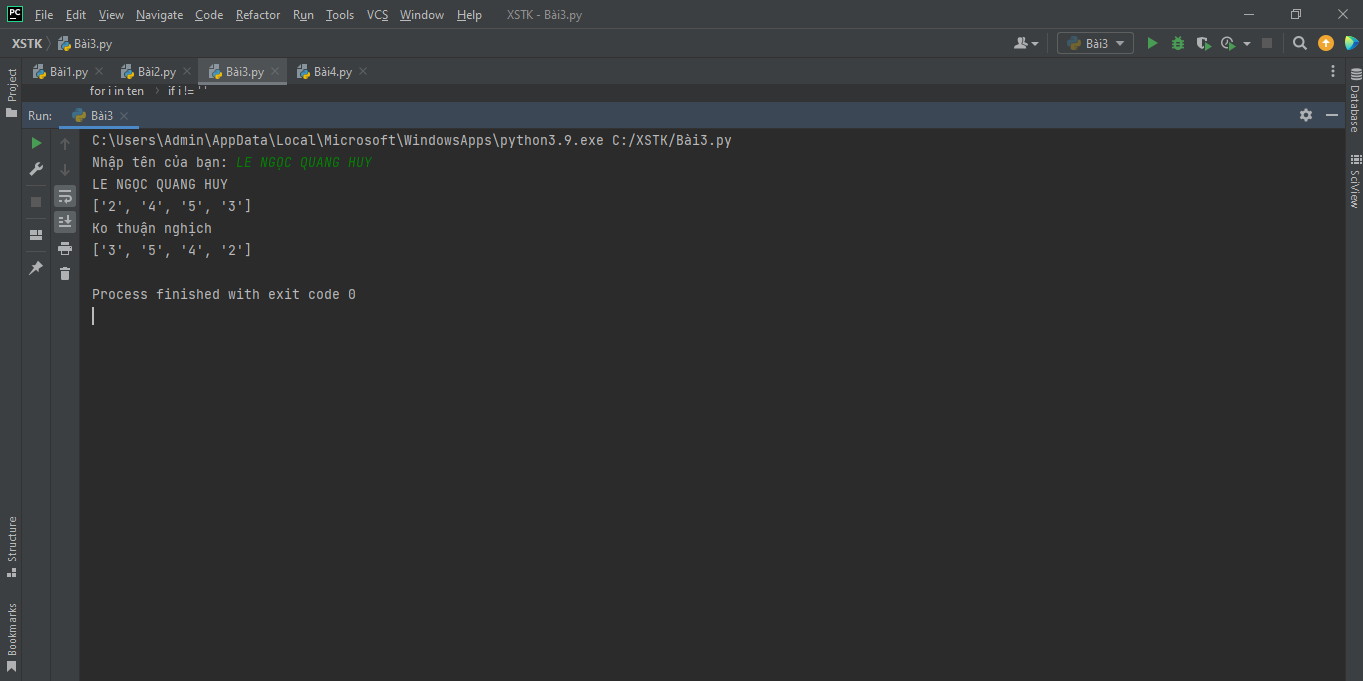 PC File Edit View Navigate Code Refactor Run Tools VCS Window Help XSTK - Bài3.py
XSTK Bài3.py Bài3
Bài1.py Bài2.py Bài3.py Bài4.py
for i in ten if i != ' '
Run: Bài3
C:\Users\Admin\AppData\Local\Microsoft\WindowsApps\python3.9.exe C:/XSTK/Bài3.py
Nhập tên của bạn: LE NGỌC QUANG HUY
LE NGỌC QUANG HUY
['2', '4', '5', '3']
Ko thuận nghịch
['3', '5', '4', '2']
Process finished with exit code 0
Project
Structure
Bookmarks
Database
SciView